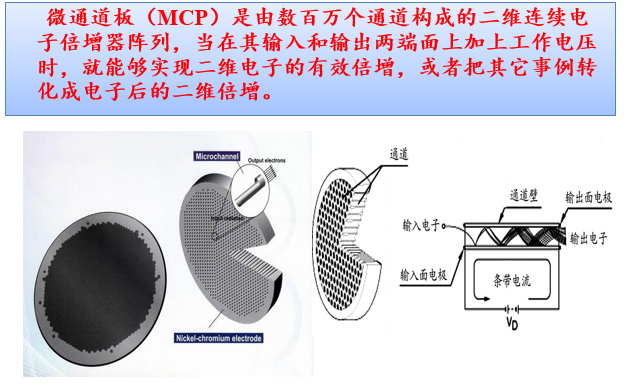 微通道板（MCP）是由数百万个通道构成的二维连续电
子倍增器阵列，当在其输入和输出两端面上加上工作电压
时，就能够实现二维电子的有效倍增，或者把其它事例转
化成电子后的二维倍增。
Microchannel
Output electrons
Nickel-chromium electrode
通道
通道壁
输出面电极
输入电子
输出电子
输入面电极
条带电流
VD